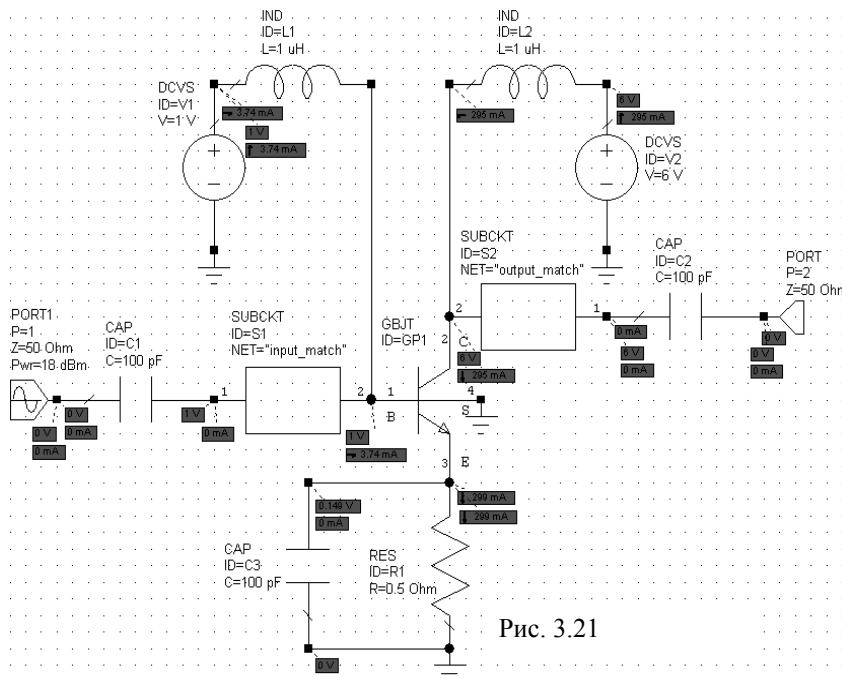 IND
ID=L1
L=1 uH
IND
ID=L2
L=1 uH
DCVS
ID=V1
V=1 V
3.74 mA
1 V
3.74 mA
295 mA
6 V
295 mA
DCVS
ID=V2
V=6 V
SUBCKT
ID=S2
NET="output_match"
CAP
ID=C2
C=100 pF
PORT
P=2
Z=50 Ohm
PORT1
P=1
Z=50 Ohm
Pwr=18 dBm
CAP
ID=C1
C=100 pF
SUBCKT
ID=S1
NET="input_match"
GBJT
ID=GP1
2
1
2
C
6 V
295 mA
0 mA
6 V
0 mA
0 V
0 V
0 mA
1
2
1
B
4
S
0 V
0 mA
0 V
0 mA
1 V
0 mA
1 V
3.74 mA
3
E
299 mA
299 mA
0.149 V
0 mA
CAP
ID=C3
C=100 pF
RES
ID=R1
R=0.5 Ohm
0 V
Рис. 3.21